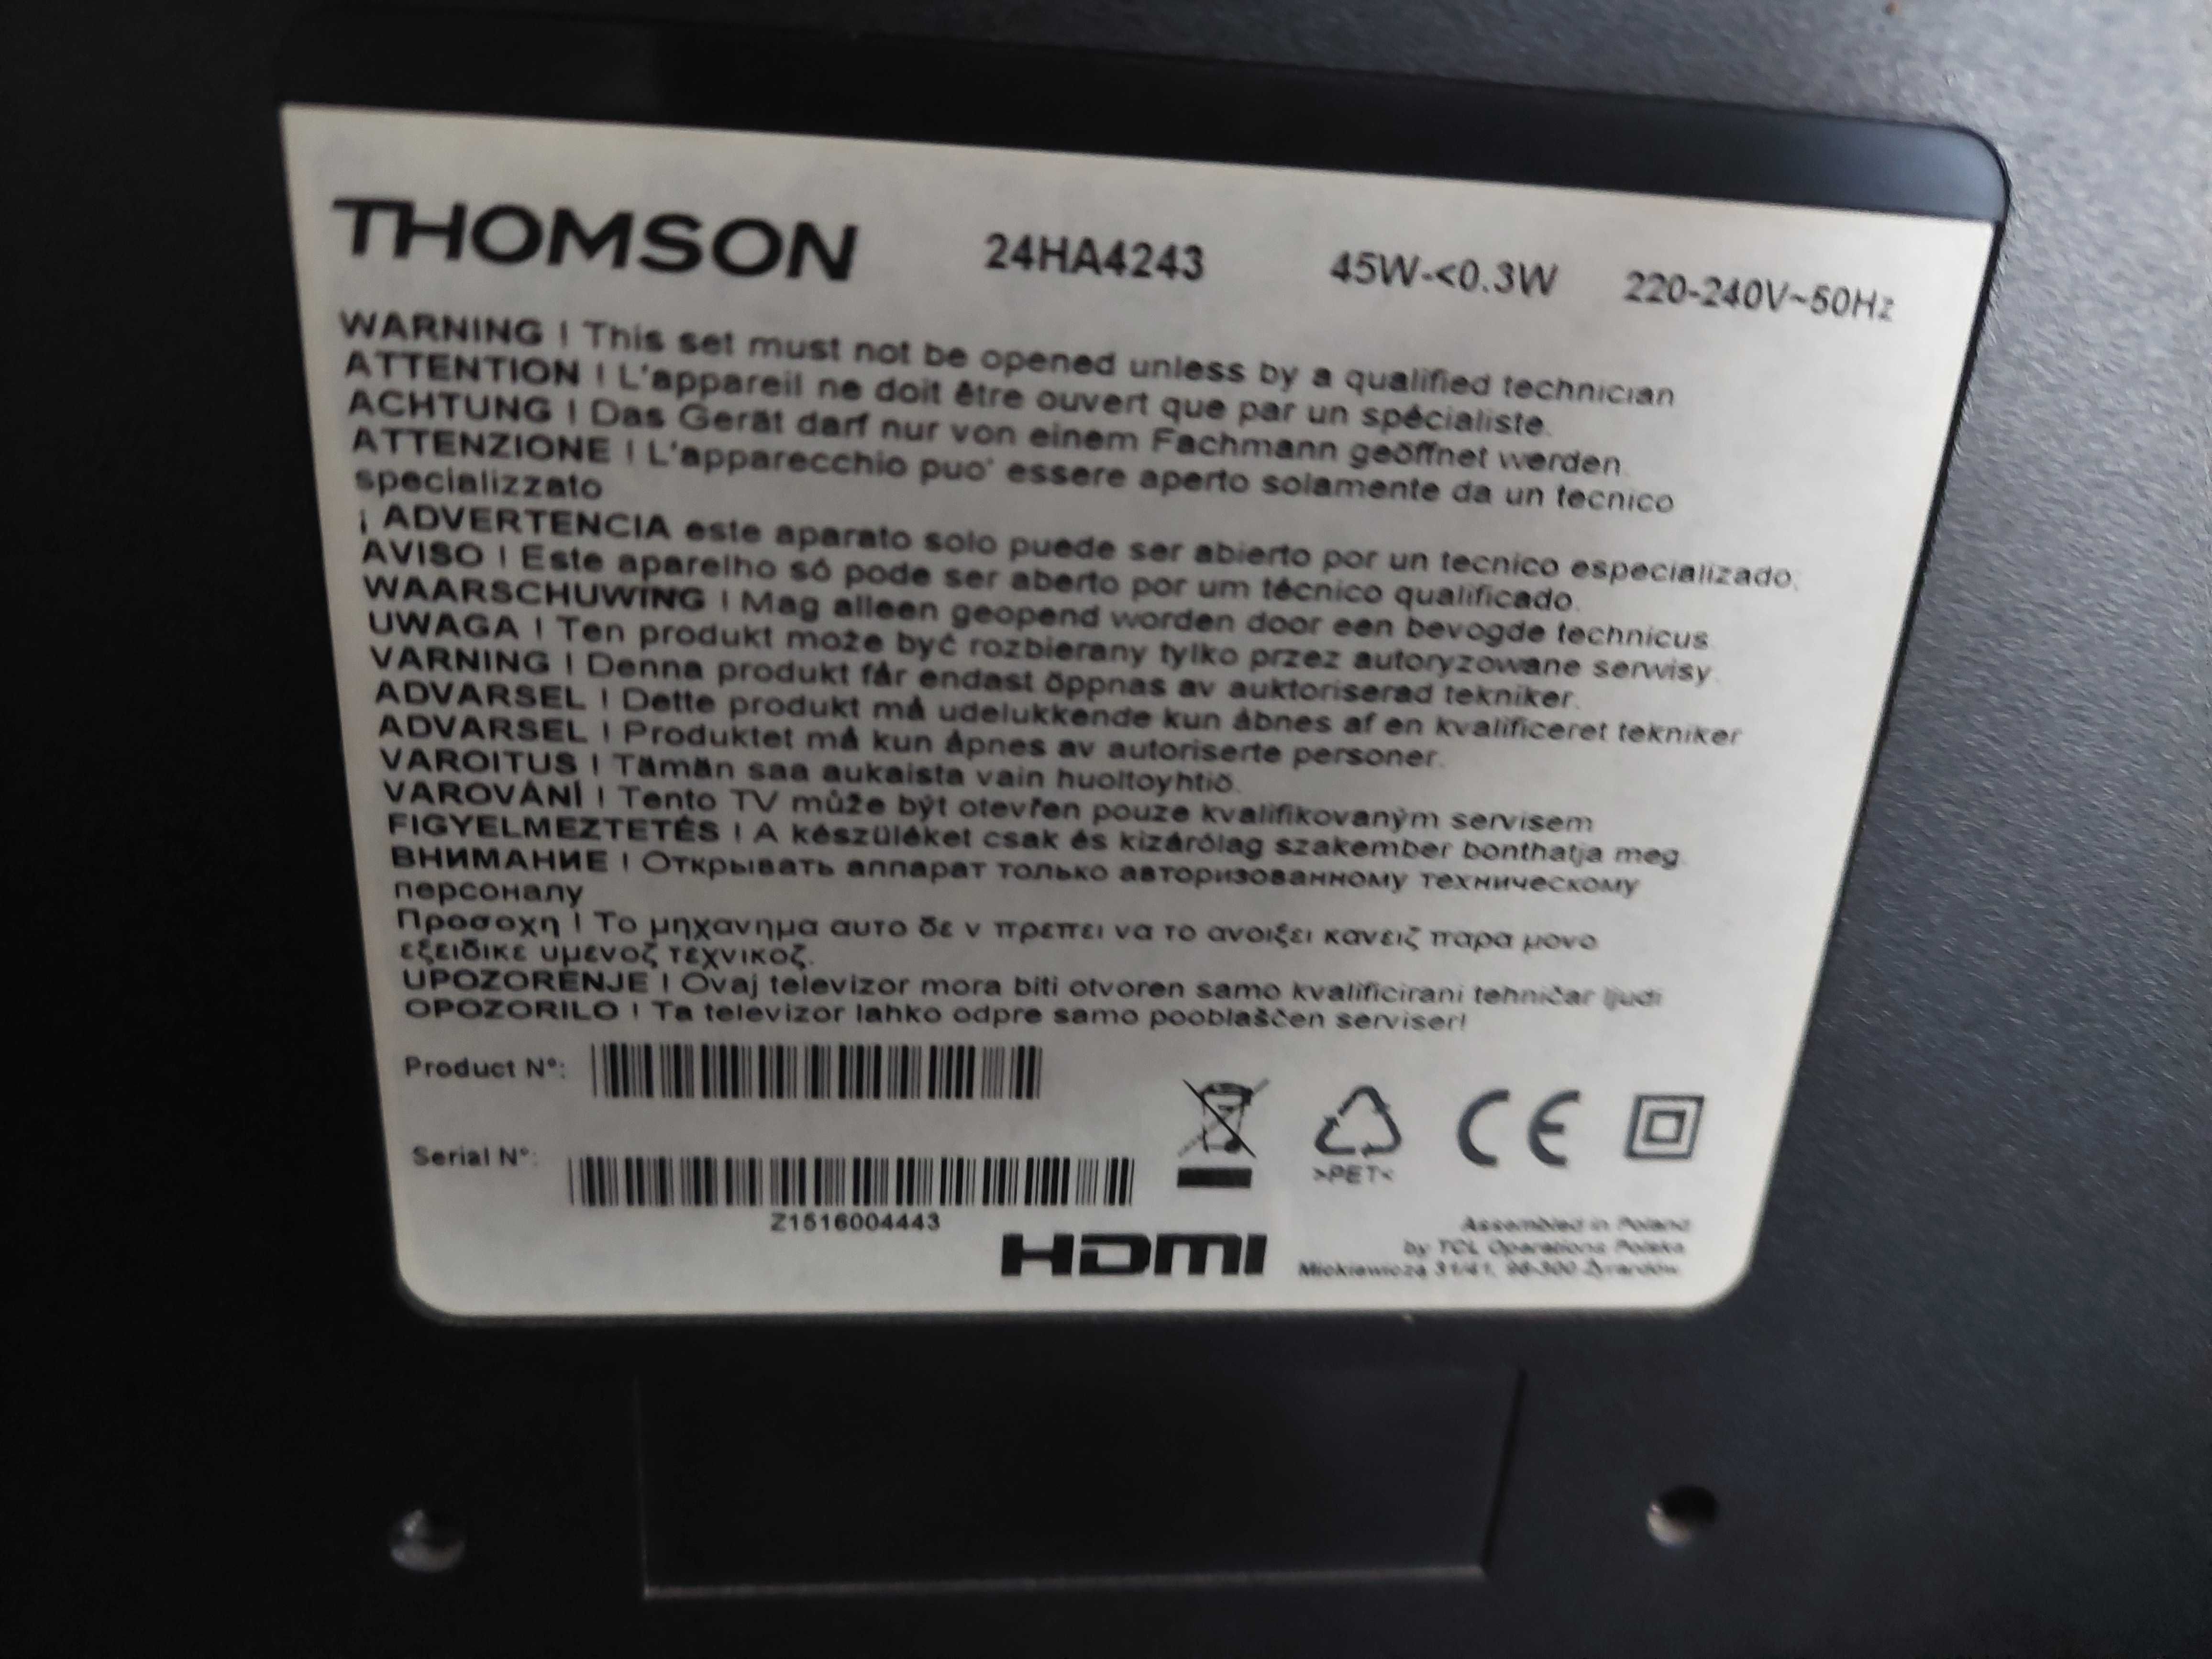 THOMSON 24HA4243 45W-<0.3W 220-240V~50Hz
WARNING ! This set must not be opened unless by a qualified technician
ATTENTION ! L'appareil ne doit être ouvert que par un spécialiste.
ACHTUNG ! Das Gerät darf nur von einem Fachmann geöffnet werden.
ATTENZIONE ! L'apparecchio puo' essere aperto solamente da un tecnico
specializzato
¡ ADVERTENCIA este aparato solo puede ser abierto por un tecnico especializado.
AVISO ! Este aparelho só pode ser aberto por um técnico qualificado.
WAARSCHUWING ! Mag alleen geopend worden door een bevogde technicus
UWAGA ! Ten produkt może być rozbierany tylko przez autoryzowane serwisy.
VARNING ! Denna produkt får endast öppnas av auktoriserad tekniker.
ADVARSEL ! Dette produkt må udelukkende kun åbnes af en kvalificeret tekniker
ADVARSEL ! Produktet må kun åpnes av autoriserte personer.
VAROITUS ! Tämän saa aukaista vain huoltoyhtiö.
VAROVÁNÍ ! Tento TV může být otevřen pouze kvalifikovaným servisem
FIGYELMEZTETÉS ! A készüléket csak és kizárólag szakember bonthatja meg.
ВНИМАНИЕ ! Открывать аппарат только авторизованному техническому
персоналу
Προσοχη ! Το μηχανημα αυτο δε ν πρεπει να το ανοιξει κανειζ παρα μονο
εξειδικε υμενοζ τεχνικοζ.
UPOZORENJE ! Ovaj televizor mora biti otvoren samo kvalificirani tehničar ljudi
OPOZORILO ! Ta televizor lahko odpre samo pooblaščen serviser!
Product N°:
Serial N°:
>PET<
Z1516004443
HDMI
Assembled in Poland
by TCL Operations Polska
Mickiewicza 31/41, 96-300 Żyrardów.